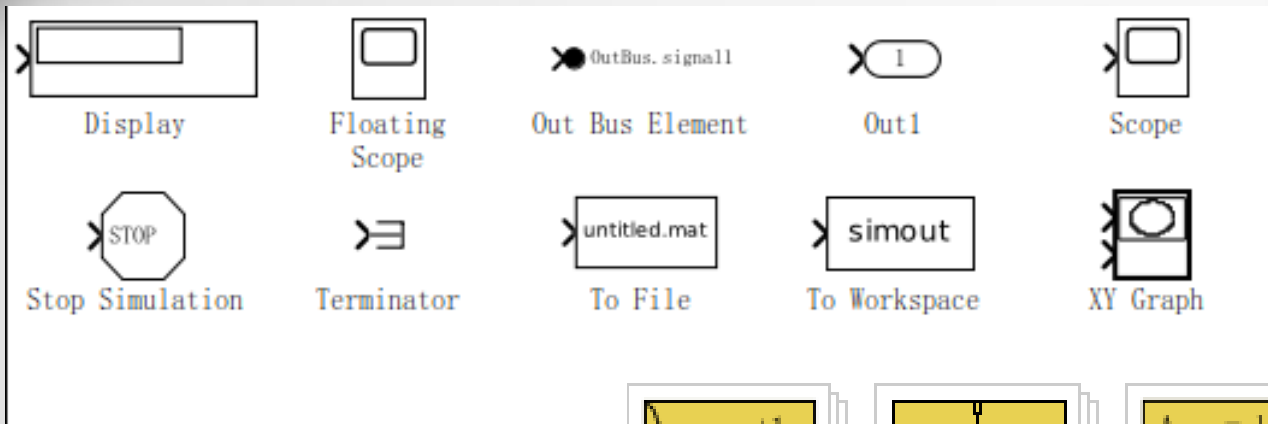 OutBus.signal1
1
Display
Floating
Scope
Out Bus Element
Out1
Scope
STOP
untitled.mat
simout
Stop Simulation
Terminator
To File
To Workspace
XY Graph